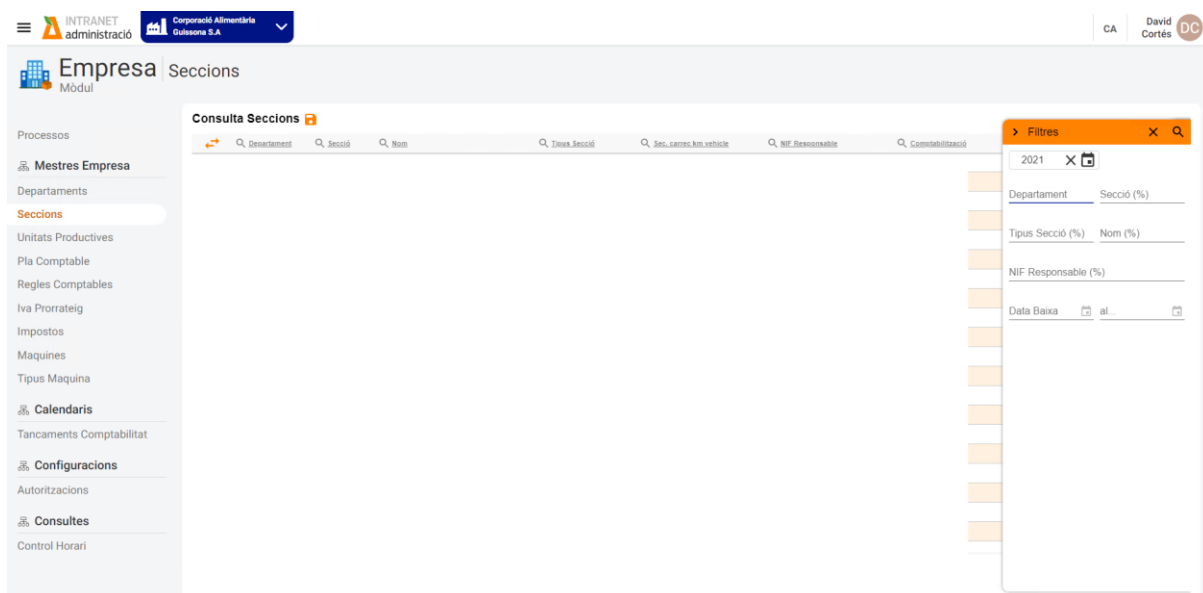 INTRANET
administració
Corporació Alimentària
Guissona S.A
CA
David
Cortés
DC
Empresa
Mòdul
Seccions
Processos
Mestres Empresa
Departaments
Seccions
Unitats Productives
Pla Comptable
Regles Comptables
Iva Prorrateig
Impostos
Maquines
Tipus Maquina
Calendaris
Tancaments Comptabilitat
Configuracions
Autoritzacions
Consultes
Control Horari
Consulta Seccions
Departament Secció Nom Tipus Secció Sec. carrec km vehicle NIF Responsable Comptabilització
Filtres
2021
Departament Secció (%)
Tipus Secció (%) Nom (%)
NIF Responsable (%)
Data Baixa al...